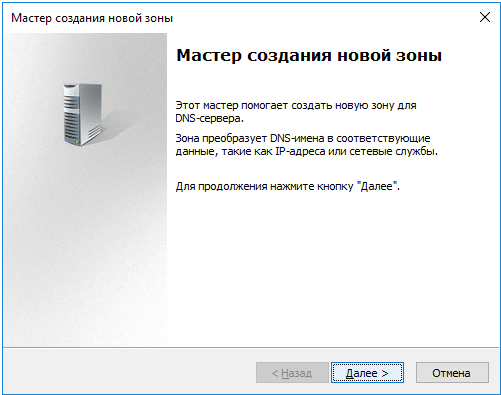 Мастер создания новой зоны
Мастер создания новой зоны
Этот мастер помогает создать новую зону для
DNS-сервера.
Зона преобразует DNS-имена в соответствующие
данные, такие как IP-адреса или сетевые службы.
Для продолжения нажмите кнопку "Далее".
< Назад
Далее >
Отмена